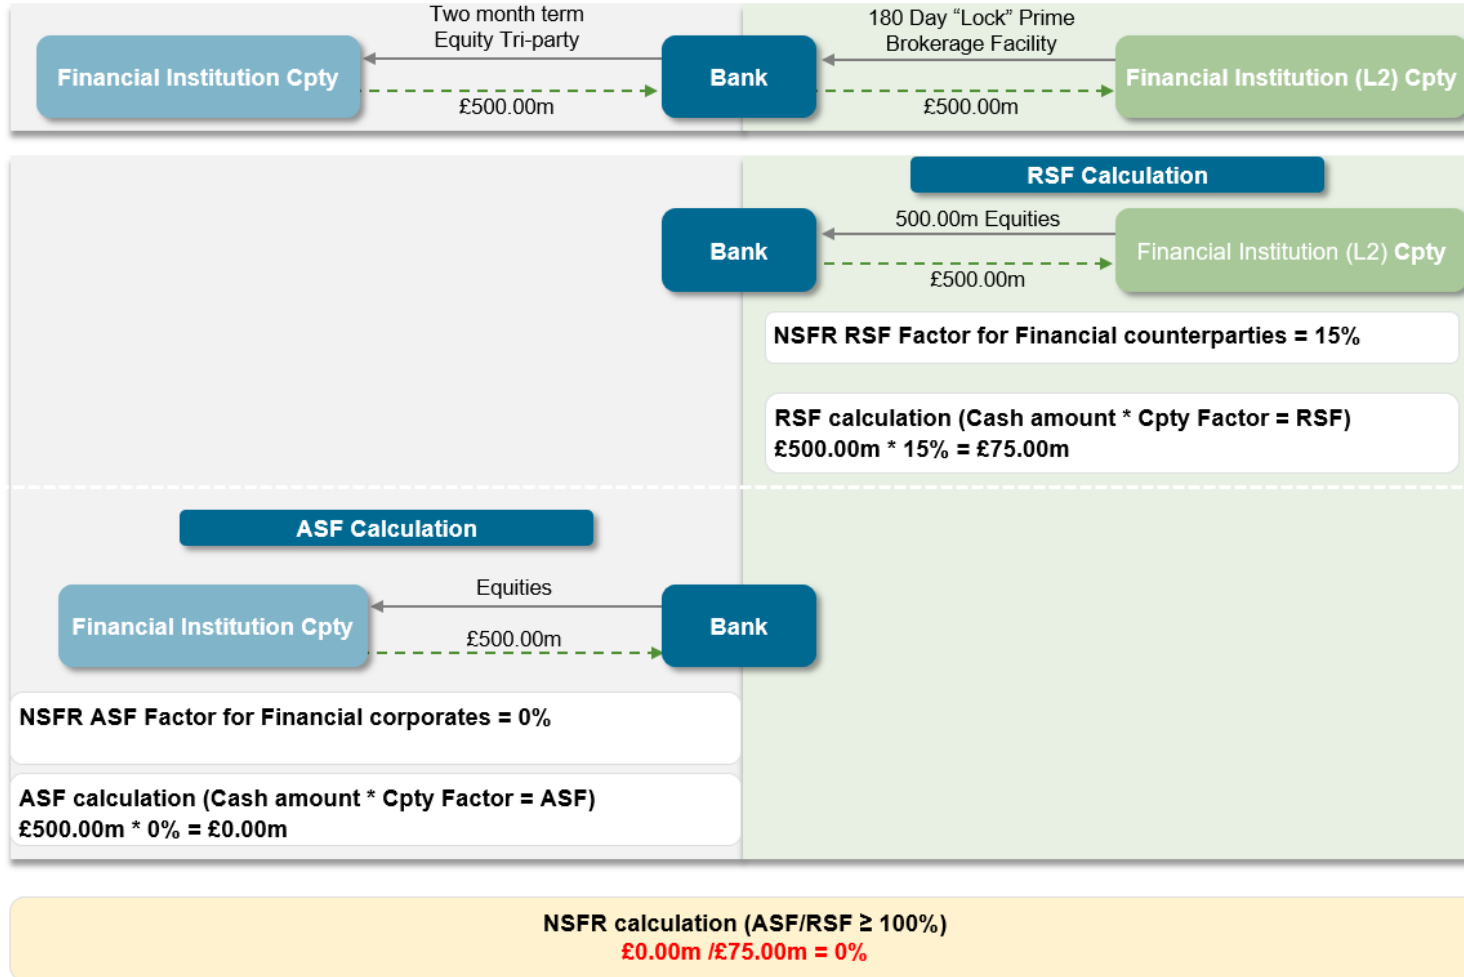 Two month term
Equity Tri-party
180 Day “Lock” Prime
Brokerage Facility
Financial Institution Cpty
Bank
Financial Institution (L2) Cpty
£500.00m
£500.00m
RSF Calculation
Bank
500.00m Equities
£500.00m
Financial Institution (L2) Cpty
NSFR RSF Factor for Financial counterparties = 15%
RSF calculation (Cash amount * Cpty Factor = RSF)
£500.00m * 15% = £75.00m
ASF Calculation
Financial Institution Cpty
Equities
£500.00m
Bank
NSFR ASF Factor for Financial corporates = 0%
ASF calculation (Cash amount * Cpty Factor = ASF)
£500.00m * 0% = £0.00m
NSFR calculation (ASF/RSF ≥ 100%)
£0.00m /£75.00m = 0%